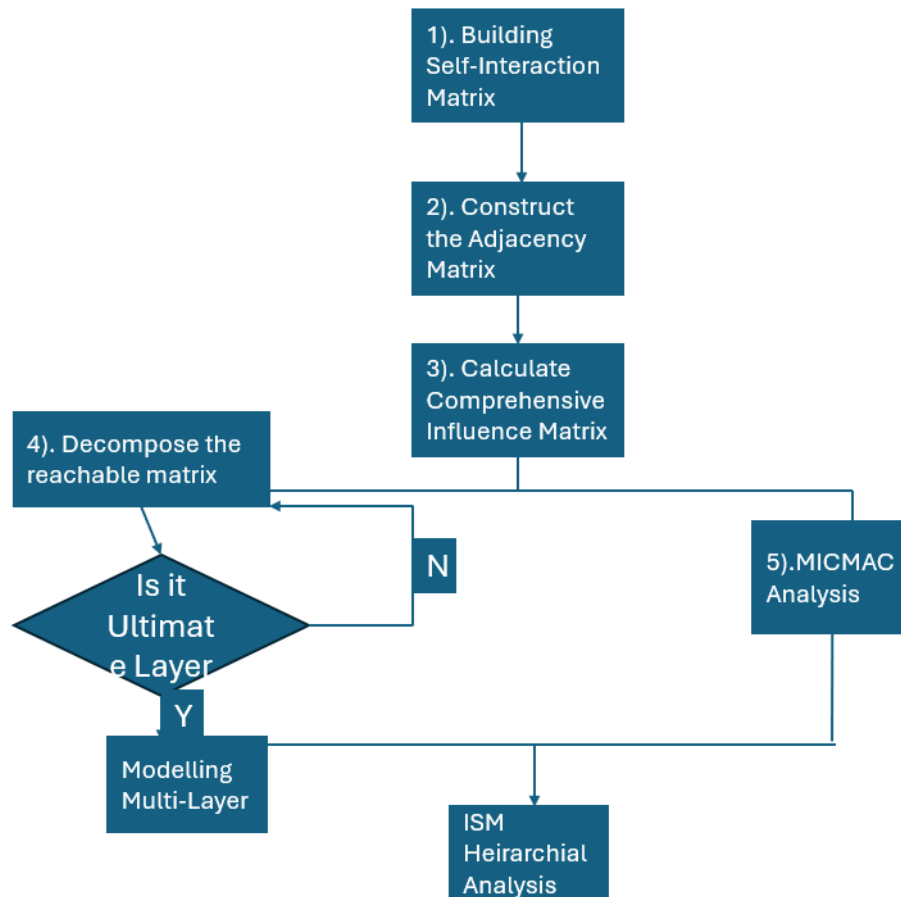 1). Building
Self-Interaction
Matrix
2). Construct
the Adjacency
Matrix
3). Calculate
Comprehensive
Influence Matrix
4). Decompose the
reachable matrix
Is it
Ultimat
e Layer
N
5).MICMAC
Analysis
Y
Modelling
Multi-Layer
ISM
Heirarchial
Analysis